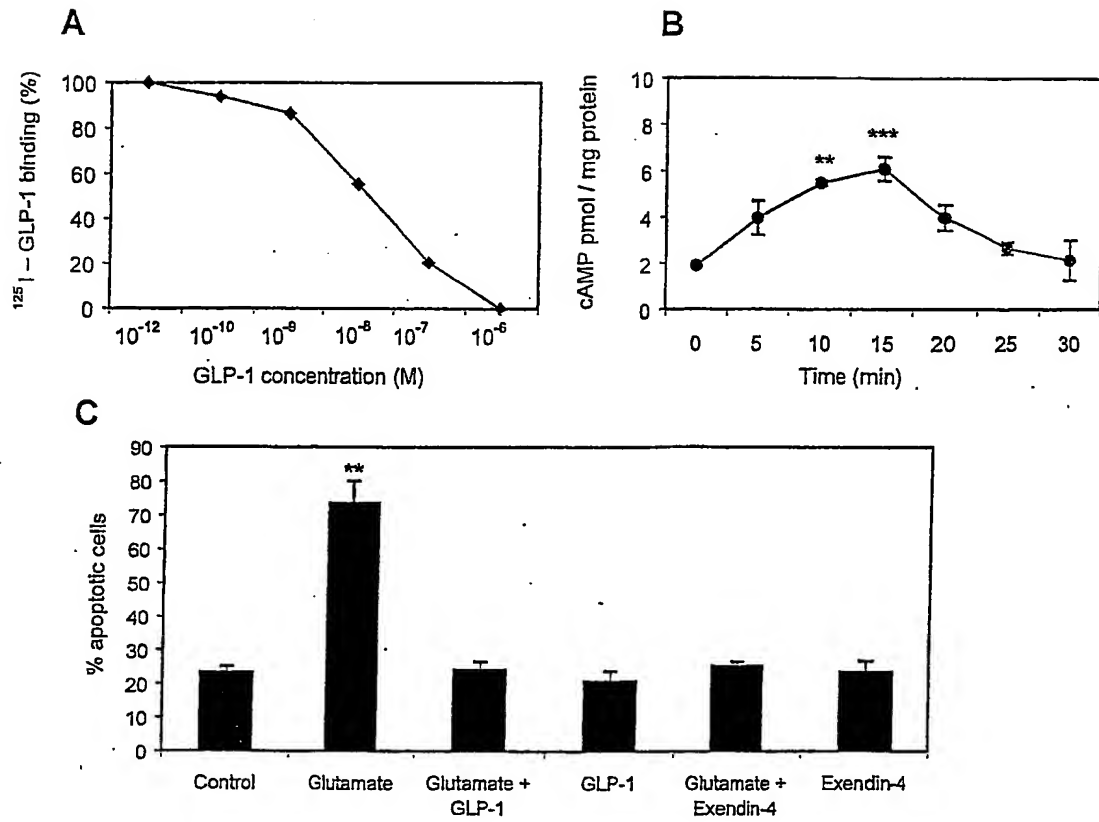 A
125 I – GLP-1 binding (%)
100
80
60
40
20
0
10-12
10-10
10-9
10-8
10-7
10-6
GLP-1 concentration (M)
B
cAMP pmol / mg protein
10
8
6
4
2
0
**
***
0
5
10
15
20
25
30
Time (min)
C
% apoptotic cells
90
80
70
60
50
40
30
20
10
0
**
Control
Glutamate
Glutamate +
GLP-1
GLP-1
Glutamate +
Exendin-4
Exendin-4